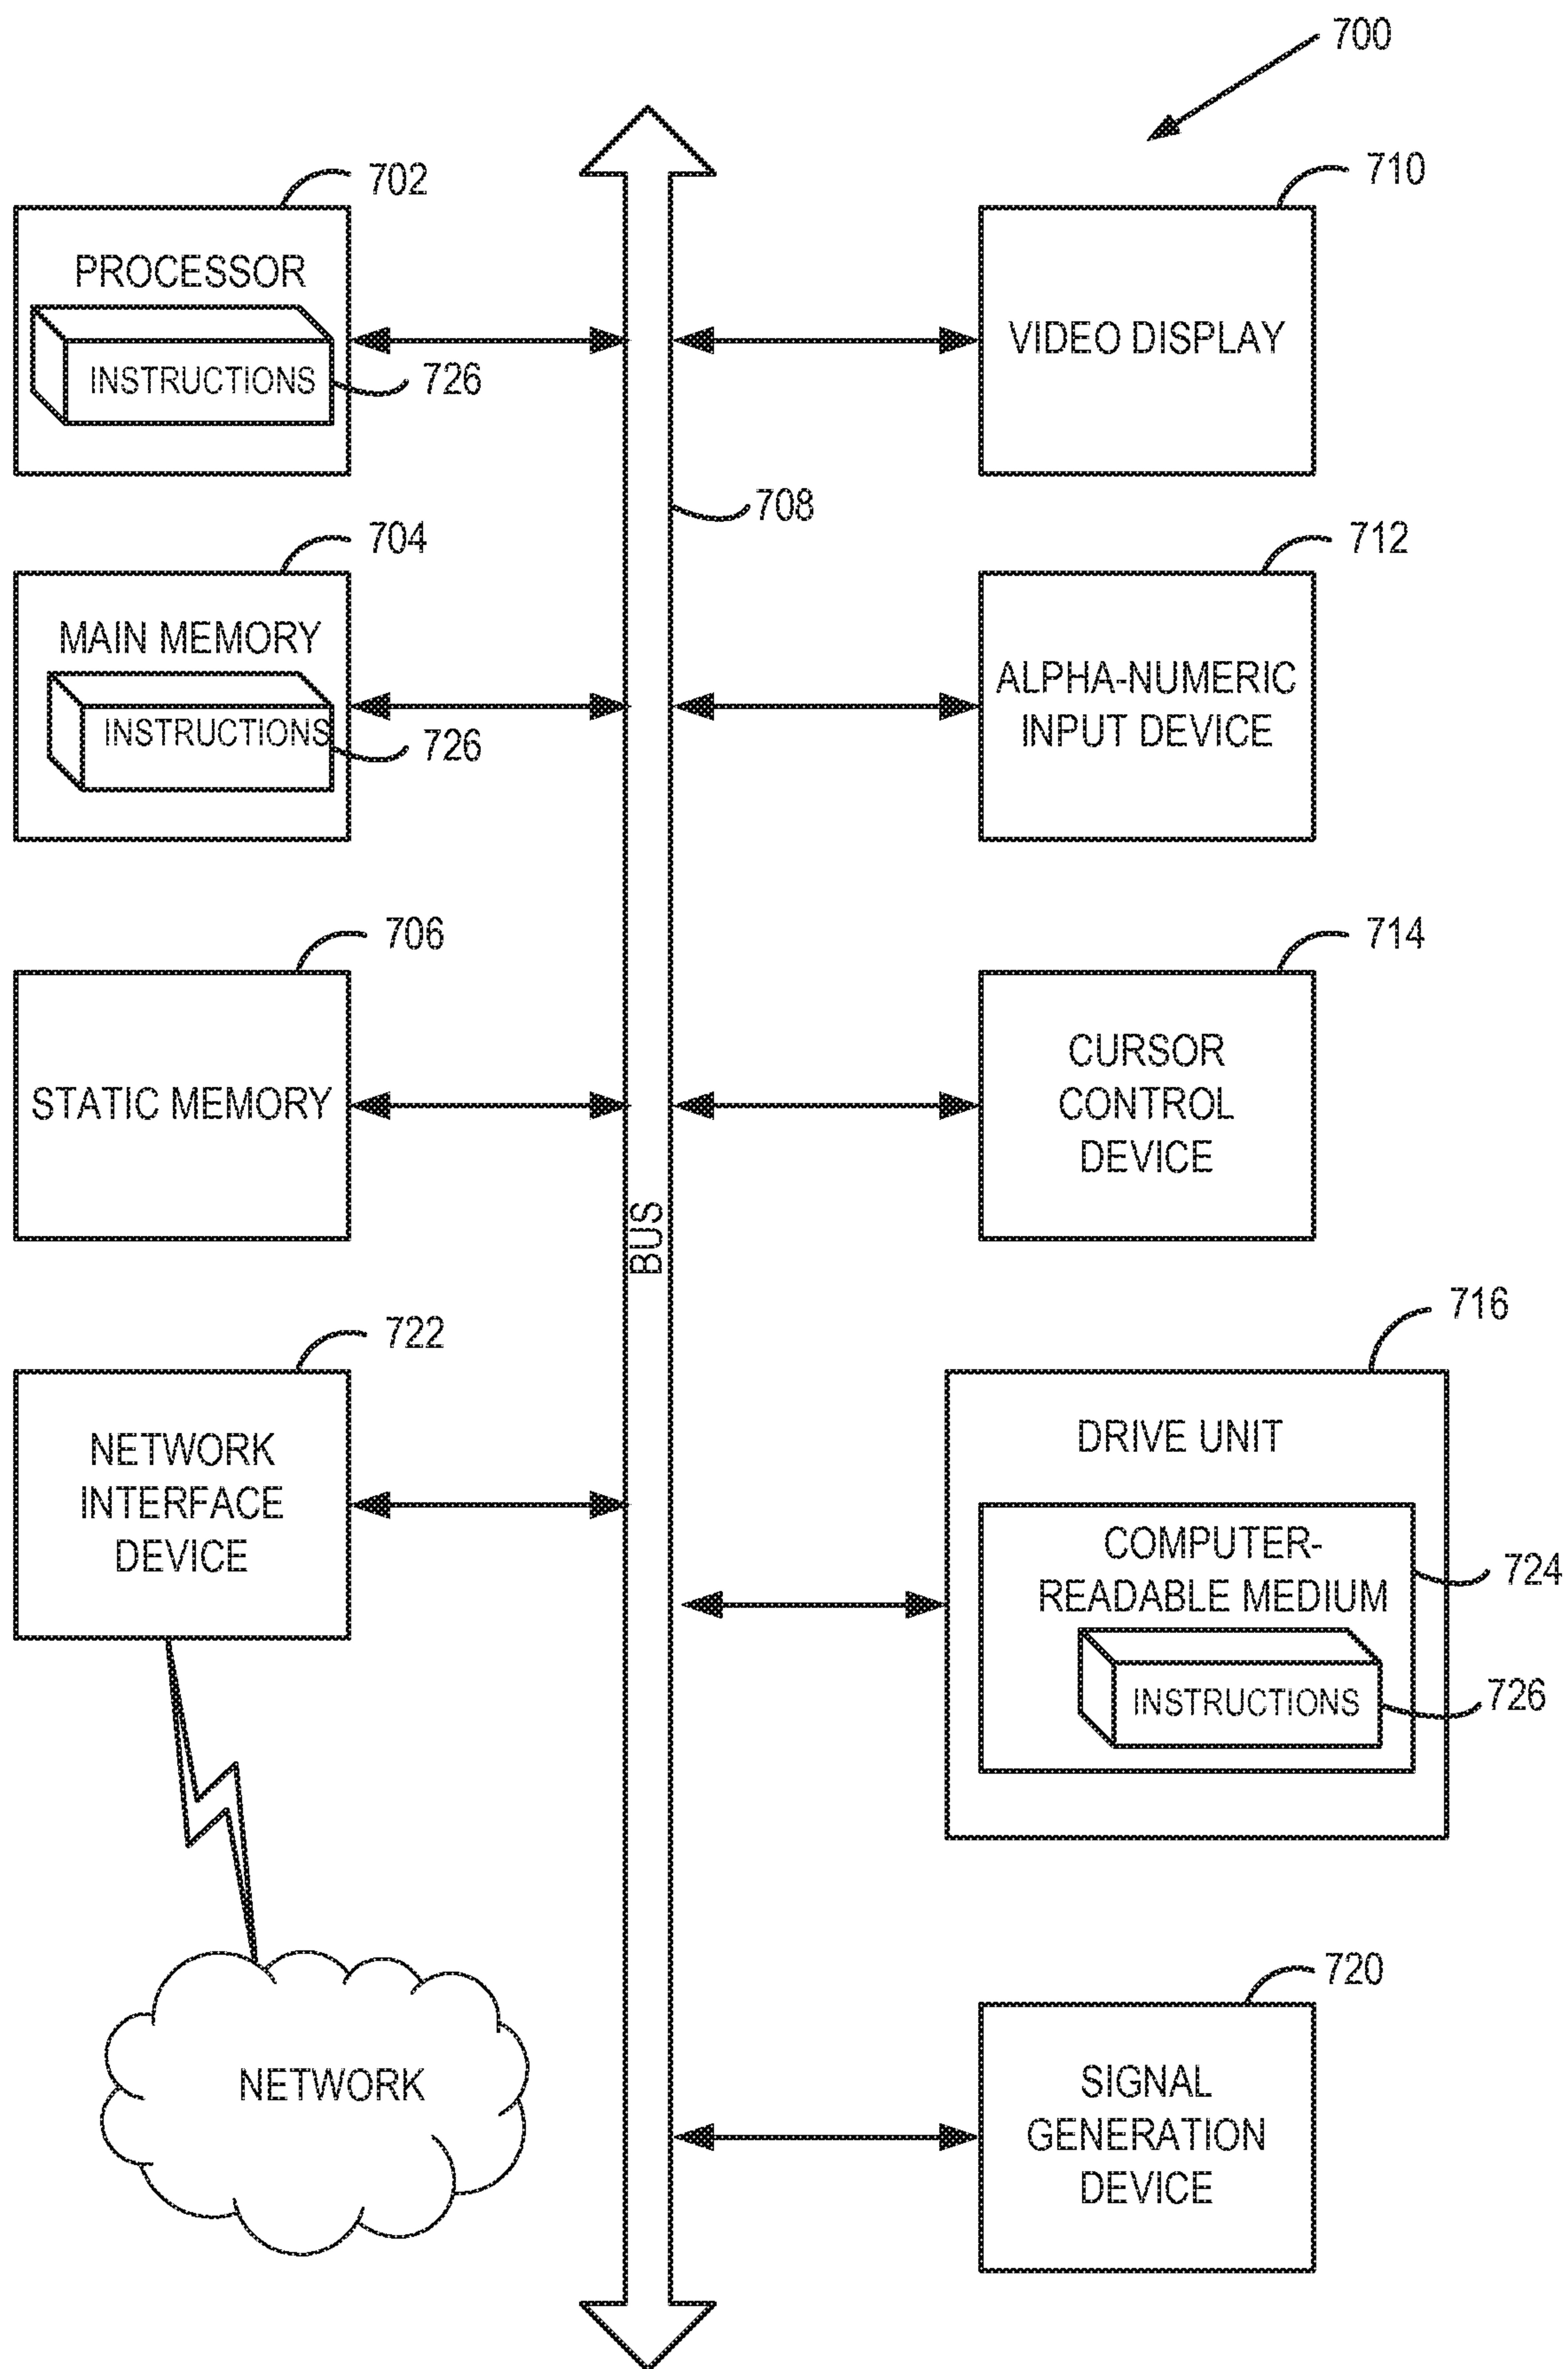 700
702
PROCESSOR
INSTRUCTIONS
726
704
MAIN MEMORY
INSTRUCTIONS
726
706
STATIC MEMORY
722
NETWORK
INTERFACE
DEVICE
NETWORK
708
BUS
710
VIDEO DISPLAY
712
ALPHA-NUMERIC
INPUT DEVICE
714
CURSOR
CONTROL
DEVICE
716
DRIVE UNIT
COMPUTER-
READABLE MEDIUM
724
INSTRUCTIONS
726
720
SIGNAL
GENERATION
DEVICE